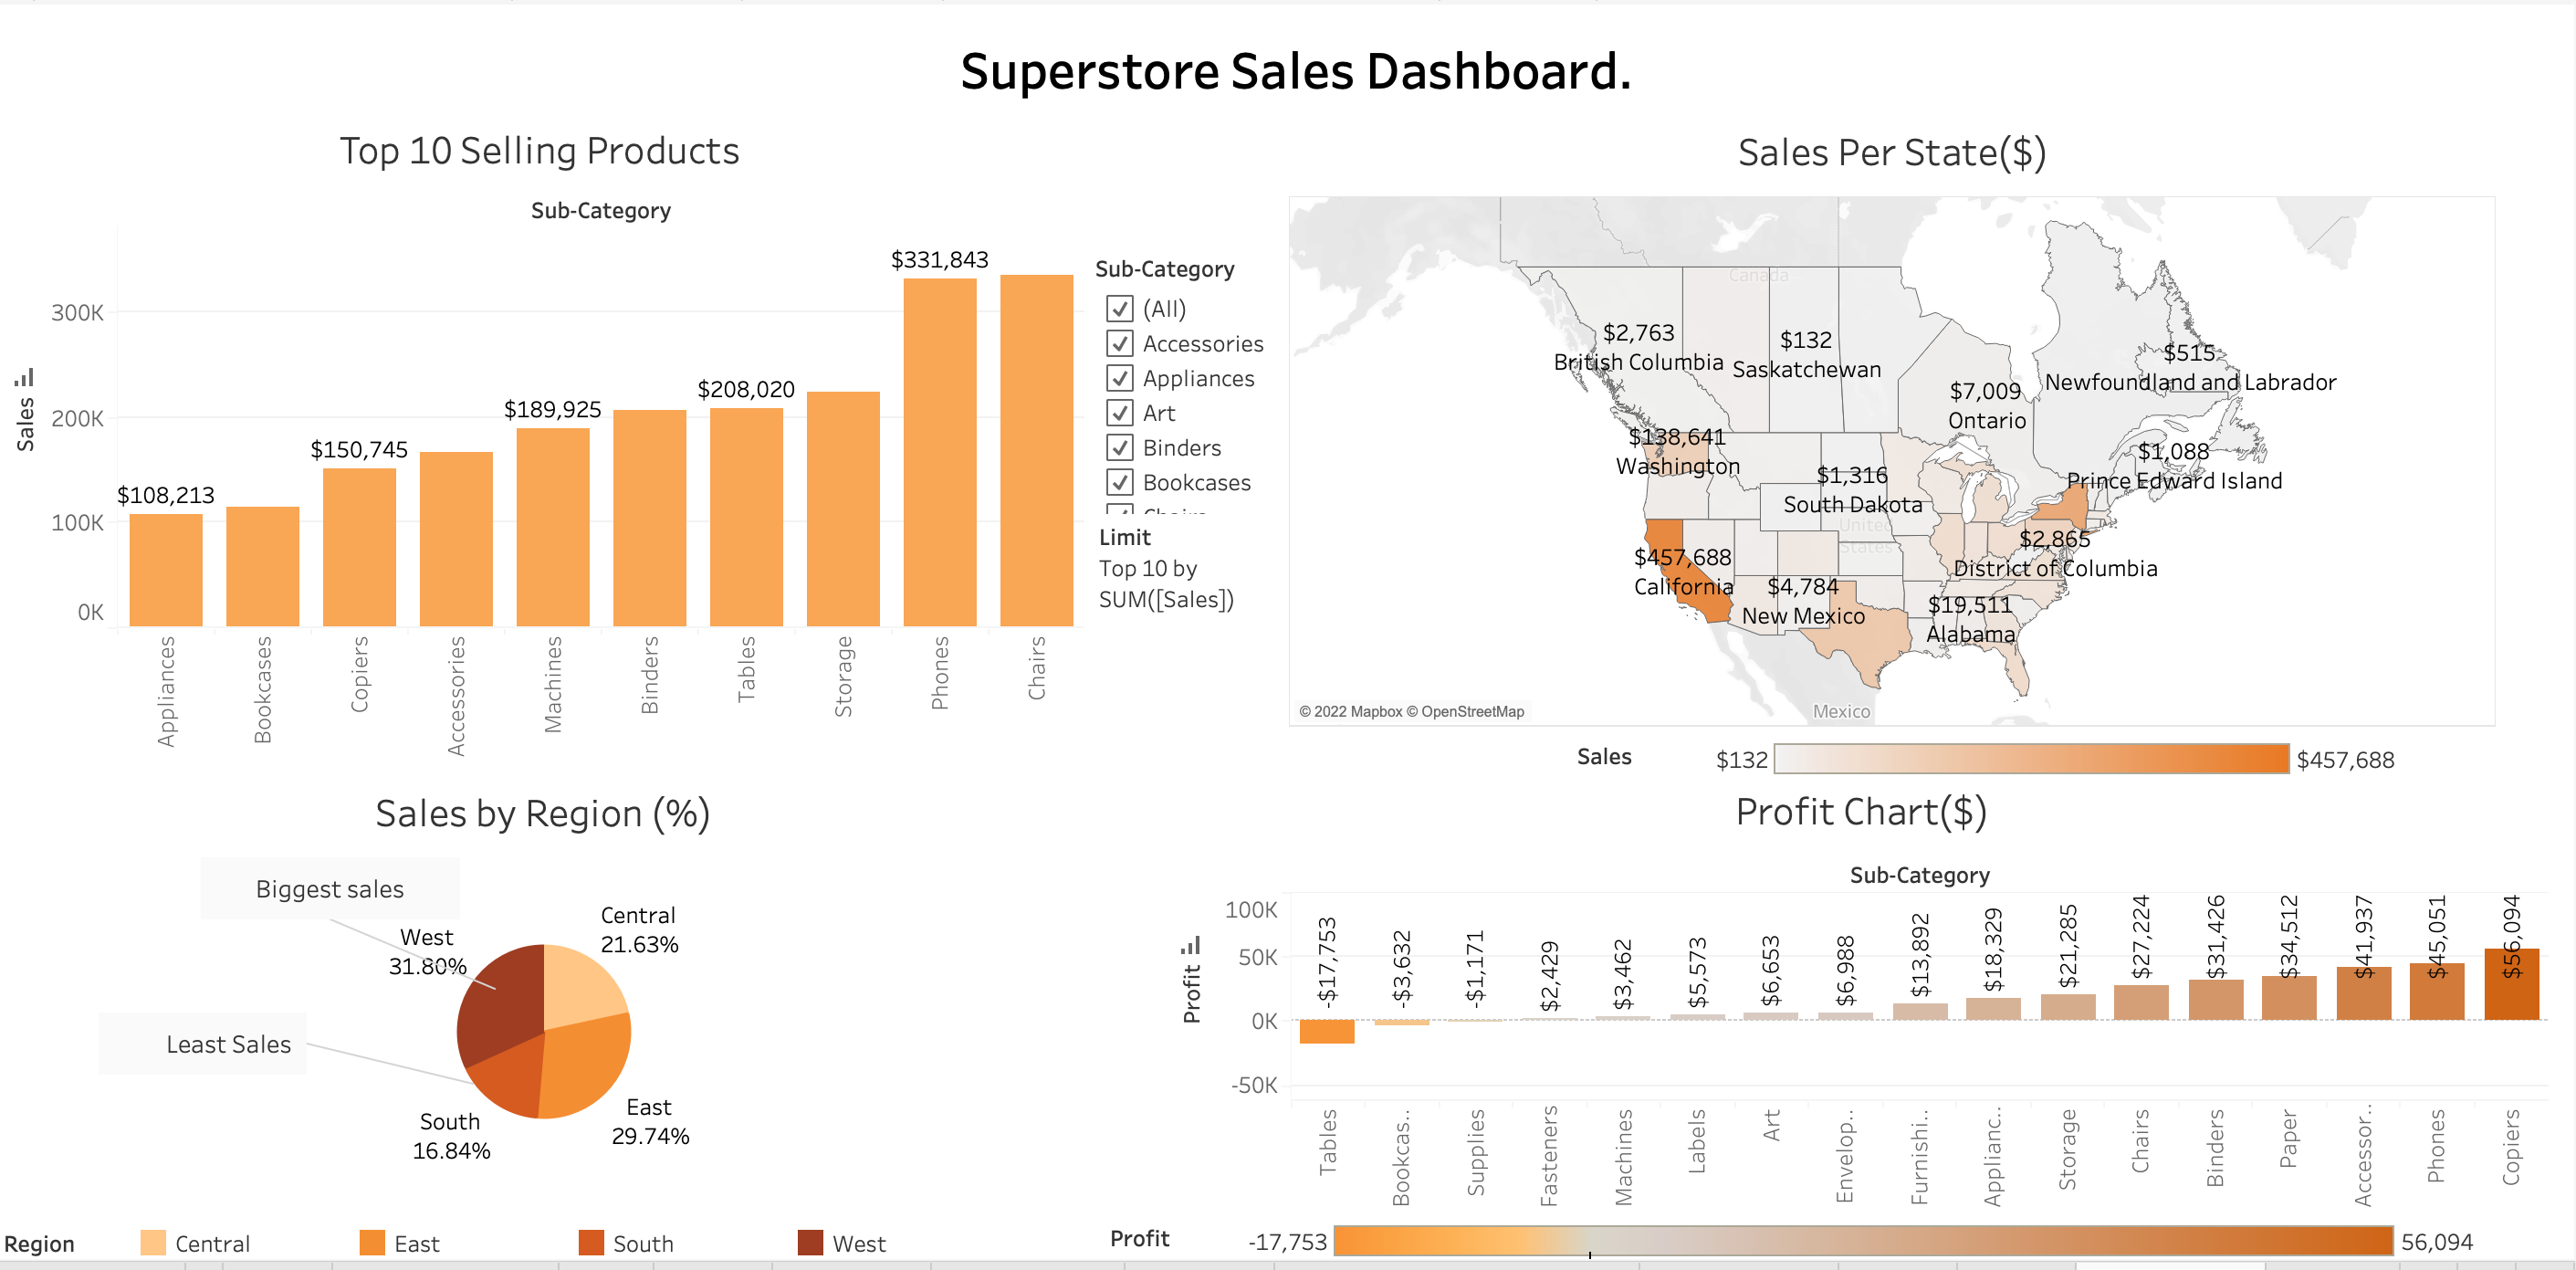 Superstore Sales Dashboard.
Top 10 Selling Products
Sub-Category
Sales
300K
200K
100K
0K
$108,213
$150,745
$189,925
$208,020
$331,843
Appliances
Bookcases
Copiers
Accessories
Machines
Binders
Tables
Storage
Phones
Chairs
Sub-Category
(All)
Accessories
Appliances
Art
Binders
Bookcases
Limit
Top 10 by
SUM([Sales])
Sales Per State($)
Canada
$2,763
British Columbia
$132
Saskatchewan
$7,009
Ontario
$515
Newfoundland and Labrador
$138,641
Washington
$1,316
South Dakota
$1,088
Prince Edward Island
United
States
$457,688
California
$4,784
New Mexico
$2,865
District of Columbia
$19,511
Alabama
Mexico
© 2022 Mapbox © OpenStreetMap
Sales
$132
$457,688
Sales by Region (%)
Biggest sales
Least Sales
West
31.80%
Central
21.63%
South
16.84%
East
29.74%
Region
Central
East
South
West
Profit Chart($)
Sub-Category
Profit
100K
50K
0K
-50K
-$17,753
-$3,632
-$1,171
$2,429
$3,462
$5,573
$6,653
$6,988
$13,892
$18,329
$21,285
$27,224
$31,426
$34,512
$41,937
$45,051
$56,094
Tables
Bookcas..
Supplies
Fasteners
Machines
Labels
Art
Envelop..
Furnishi..
Applianc..
Storage
Chairs
Binders
Paper
Accessor..
Phones
Copiers
Profit
-17,753
56,094